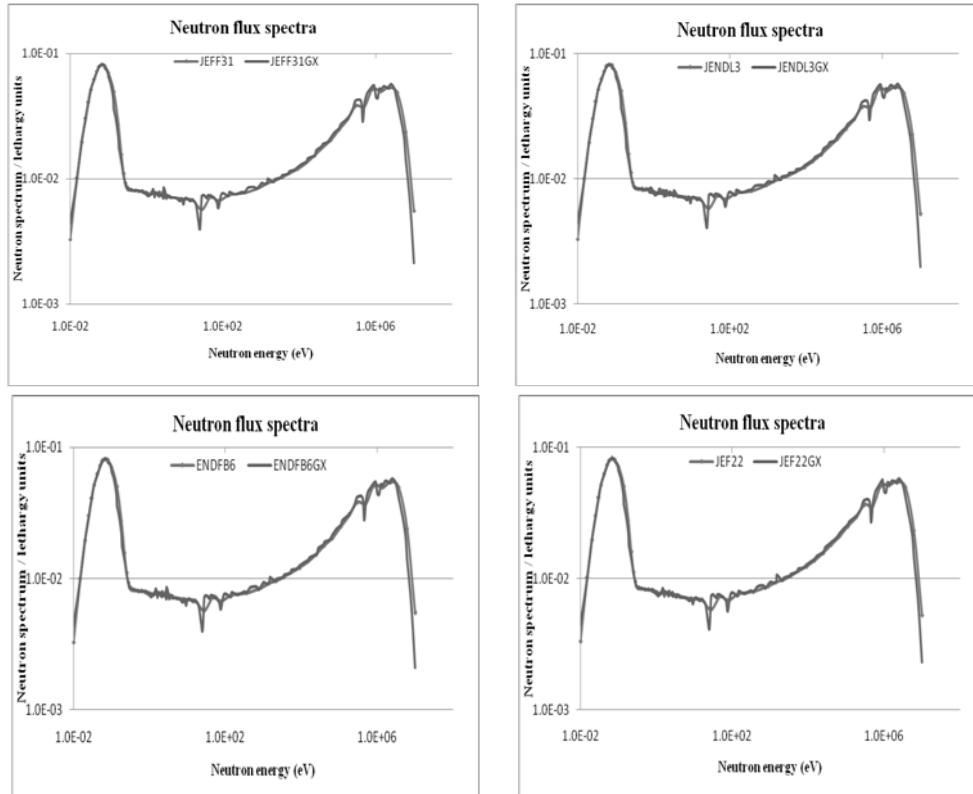 Neutron flux spectra
JEFF31 JEFF31GX
1.0E-01
1.0E-02
1.0E-03
Neutron spectrum / lethargy units
1.0E-02 1.0E+02 1.0E+06
Neutron energy (eV)
Neutron flux spectra
JENDL3 JENDL3GX
1.0E-01
1.0E-02
1.0E-03
Neutron spectrum / lethargy units
1.0E-02 1.0E+02 1.0E+06
Neutron energy (eV)
Neutron flux spectra
ENDFB6 ENDFB6GX
1.0E-01
1.0E-02
1.0E-03
Neutron spectrum / lethargy units
1.0E-02 1.0E+02 1.0E+06
Neutron energy (eV)
Neutron flux spectra
JEF22 JEF22GX
1.0E-01
1.0E-02
1.0E-03
Neutron spectrum / lethargy units
1.0E-02 1.0E+02 1.0E+06
Neutron energy (eV)